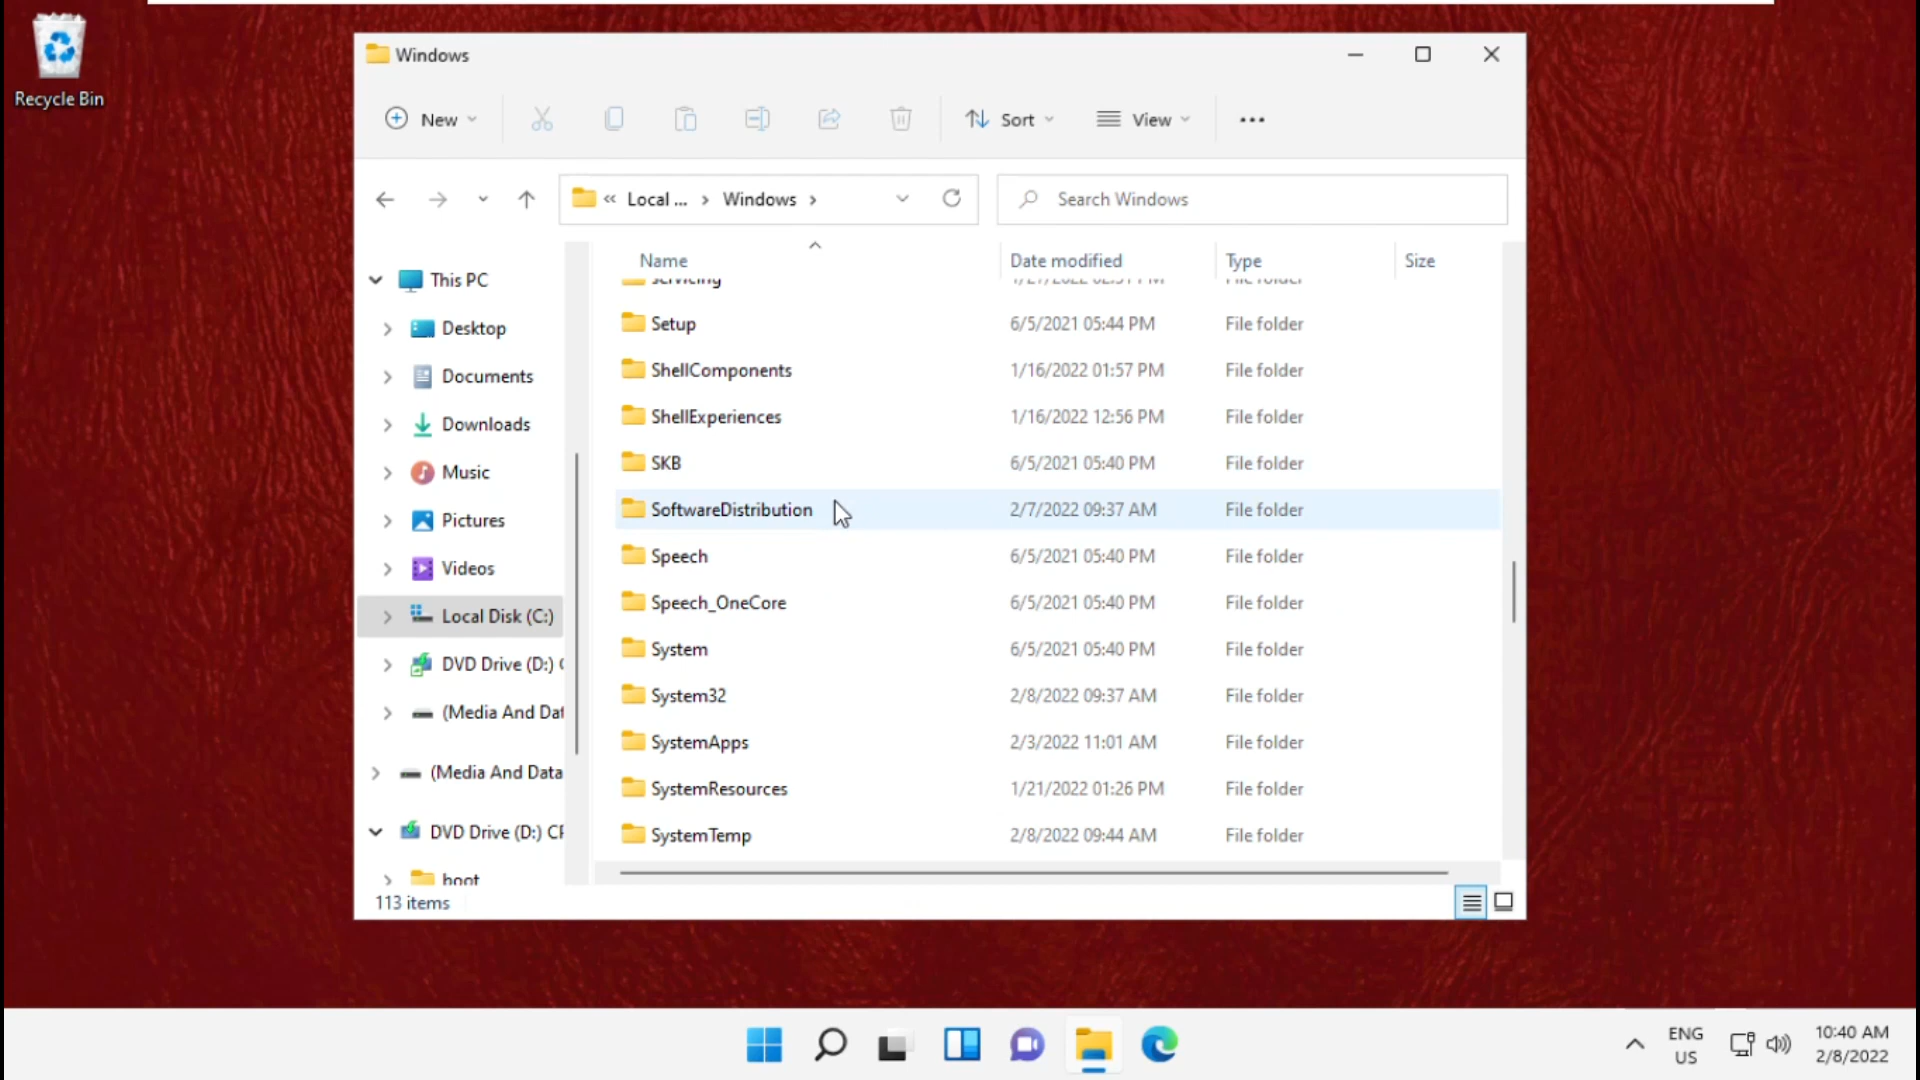 Recycle Bin
Windows
New
Sort
View
« Local ... > Windows >
Search Windows
Name
Date modified
Type
Size
This PC
Desktop
Documents
Downloads
Music
Pictures
Videos
Local Disk (C:)
DVD Drive (D:)
(Media And Dat
(Media And Data
DVD Drive (D:)
boot
servicing
Setup 6/5/2021 05:44 PM File folder
ShellComponents 1/16/2022 01:57 PM File folder
ShellExperiences 1/16/2022 12:56 PM File folder
SKB 6/5/2021 05:40 PM File folder
SoftwareDistribution 2/7/2022 09:37 AM File folder
Speech 6/5/2021 05:40 PM File folder
Speech_OneCore 6/5/2021 05:40 PM File folder
System 6/5/2021 05:40 PM File folder
System32 2/8/2022 09:37 AM File folder
SystemApps 2/3/2022 11:01 AM File folder
SystemResources 1/21/2022 01:26 PM File folder
SystemTemp 2/8/2022 09:44 AM File folder
113 items
ENG
US
10:40 AM
2/8/2022